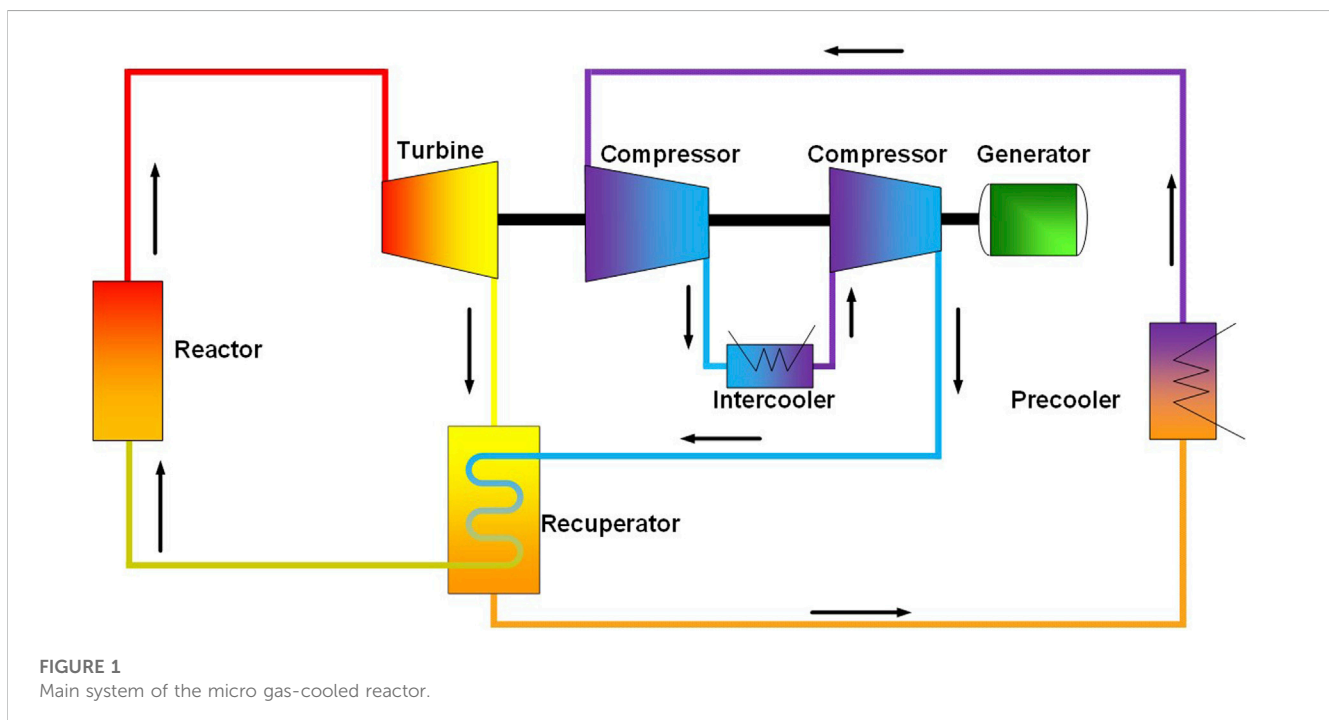 Turbine
Compressor
Compressor
Generator
Reactor
Intercooler
Precooler
Recuperator
FIGURE 1
Main system of the micro gas-cooled reactor.